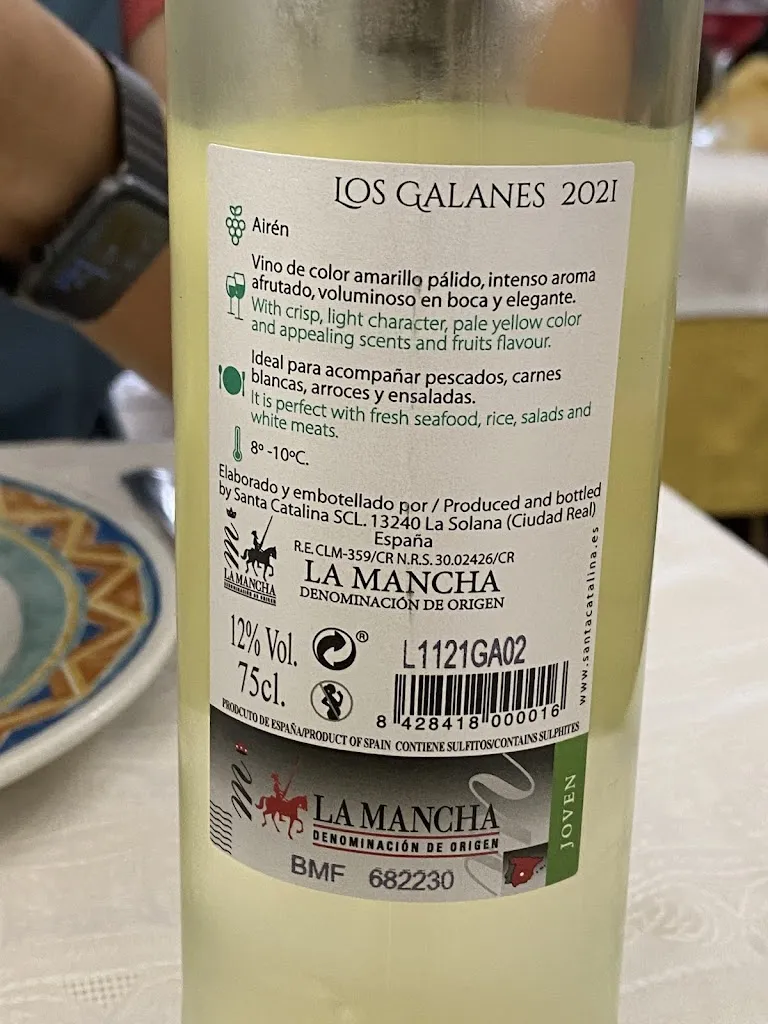 LOS GALANES 2021
Airén
Vino de color amarillo pálido, intenso aroma
afrutado, voluminoso en boca y elegante.
With crisp, light character, pale yellow color
and appealing scents and fruits flavour.
Ideal para acompañar pescados, carnes
blancas, arroces y ensaladas.
It is perfect with fresh seafood, rice, salads and
white meats.
8º -10ºC.
Elaborado y embotellado por / Produced and bottled
by Santa Catalina SCL. 13240 La Solana (Ciudad Real)
España
R.E. CLM-359/CR N.R.S. 30.02426/CR
m
LA MANCHA
DENOMINACIÓN DE ORIGEN
LA MANCHA
DENOMINACIÓN DE ORIGEN
12% Vol.
75cl.
®
L1121GA02
8 428418 000016
www.santacatalina.es
PRODCUTO DE ESPAÑA/PRODUCT OF SPAIN CONTIENE SULFITOS/CONTAINS SULPHITES
m
LA MANCHA
DENOMINACIÓN DE ORIGEN
BMF 682230
JOVEN